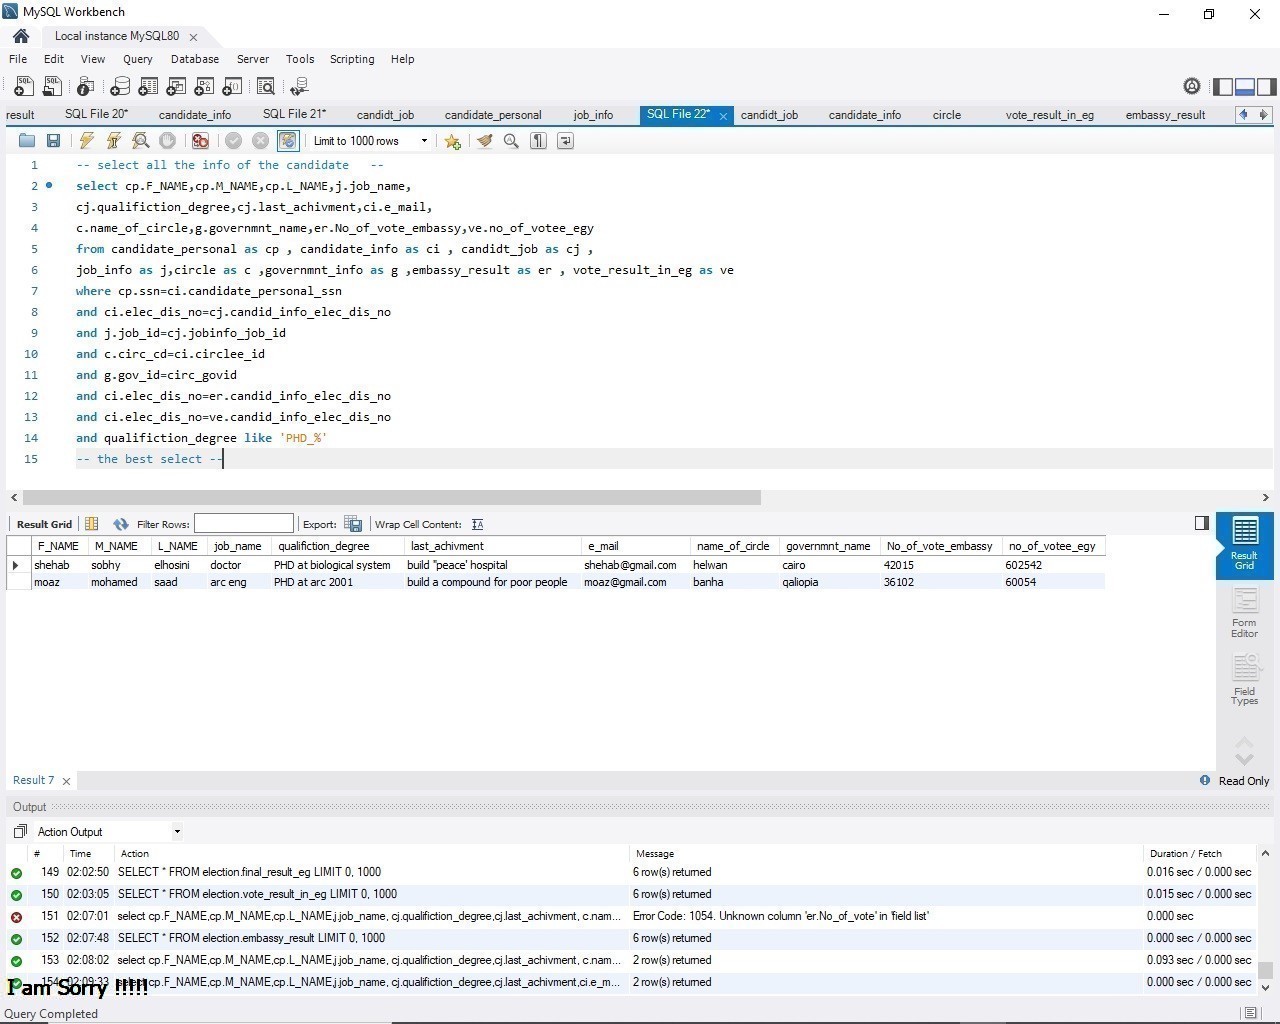 MySQL Workbench
Local instance MySQL80
File Edit View Query Database Server Tools Scripting Help
result SQL File 20* candidate_info SQL File 21* candidt_job candidate_personal job_info SQL File 22* candidt_job candidate_info circle vote_result_in_eg embassy_result
Limit to 1000 rows
1 -- select all the info of the candidate --
2 select cp.F_NAME,cp.M_NAME,cp.L_NAME,j.job_name,
3 cj.qualifiction_degree,cj.last_achivment,ci.e_mail,
4 c.name_of_circle,g.governmnt_name,er.No_of_vote_embassy,ve.no_of_votee_egy
5 from candidate_personal as cp , candidate_info as ci , candidt_job as cj ,
6 job_info as j,circle as c ,governmnt_info as g ,embassy_result as er , vote_result_in_eg as ve
7 where cp.ssn=ci.candidate_personal_ssn
8 and ci.elec_dis_no=cj.candid_info_elec_dis_no
9 and j.job_id=cj.jobinfo_job_id
10 and c.circ_cd=ci.circlee_id
11 and g.gov_id=circ_govid
12 and ci.elec_dis_no=er.candid_info_elec_dis_no
13 and ci.elec_dis_no=ve.candid_info_elec_dis_no
14 and qualifiction_degree like 'PHD_%'
15 -- the best select --
Result Grid Filter Rows: Export: Wrap Cell Content:
F_NAME M_NAME L_NAME job_name qualifiction_degree last_achivment e_mail name_of_circle governmnt_name No_of_vote_embassy no_of_votee_egy
shehab sobhy elhosini doctor PHD at biological system build "peace' hospital shehab@gmail.com helwan cairo 42015 602542
moaz mohamed saad arc eng PHD at arc 2001 build a compound for poor people moaz@gmail.com banha qaliopia 36102 60054
Result Grid
Form Editor
Field Types
Result 7 Read Only
Output
Action Output
# Time Action Message Duration / Fetch
149 02:02:50 SELECT * FROM election.final_result_eg LIMIT 0, 1000 6 row(s) returned 0.016 sec / 0.000 sec
150 02:03:05 SELECT * FROM election.vote_result_in_eg LIMIT 0, 1000 6 row(s) returned 0.015 sec / 0.000 sec
151 02:07:01 select cp.F_NAME,cp.M_NAME,cp.L_NAME,j.job_name, cj.qualifiction_degree,cj.last_achivment, c.nam... Error Code: 1054. Unknown column 'er.No_of_vote' in 'field list' 0.000 sec
152 02:07:48 SELECT * FROM election.embassy_result LIMIT 0, 1000 6 row(s) returned 0.000 sec / 0.000 sec
153 02:08:02 select cp.F_NAME,cp.M_NAME,cp.L_NAME,j.job_name, cj.qualifiction_degree,cj.last_achivment, c.nam... 2 row(s) returned 0.093 sec / 0.000 sec
154 02:09:33 select cp.F_NAME,cp.M_NAME,cp.L_NAME,j.job_name, cj.qualifiction_degree,cj.last_achivment,ci.e_m... 2 row(s) returned 0.000 sec / 0.000 sec
I am Sorry !!!!!
Query Completed